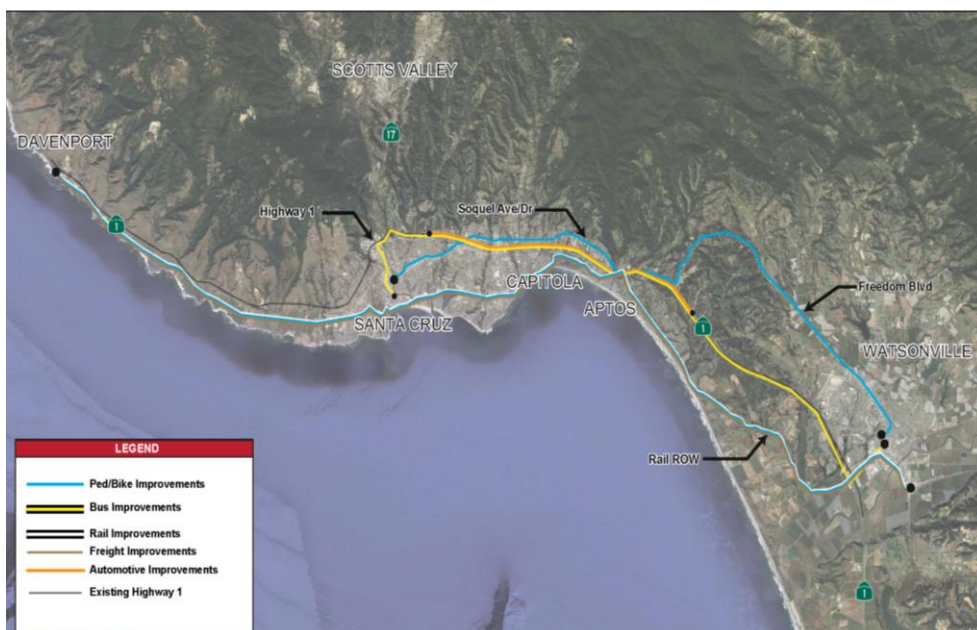 SCOTTS VALLEY
17
DAVENPORT
1
Highway 1
Soquel Ave/Dr
CAPITOLA
SANTA CRUZ
APTOS
Freedom Blvd
1
WATSONVILLE
Rail ROW
LEGEND
Ped/Bike Improvements
Bus Improvements
Rail Improvements
Freight Improvements
Automotive Improvements
Existing Highway 1
1